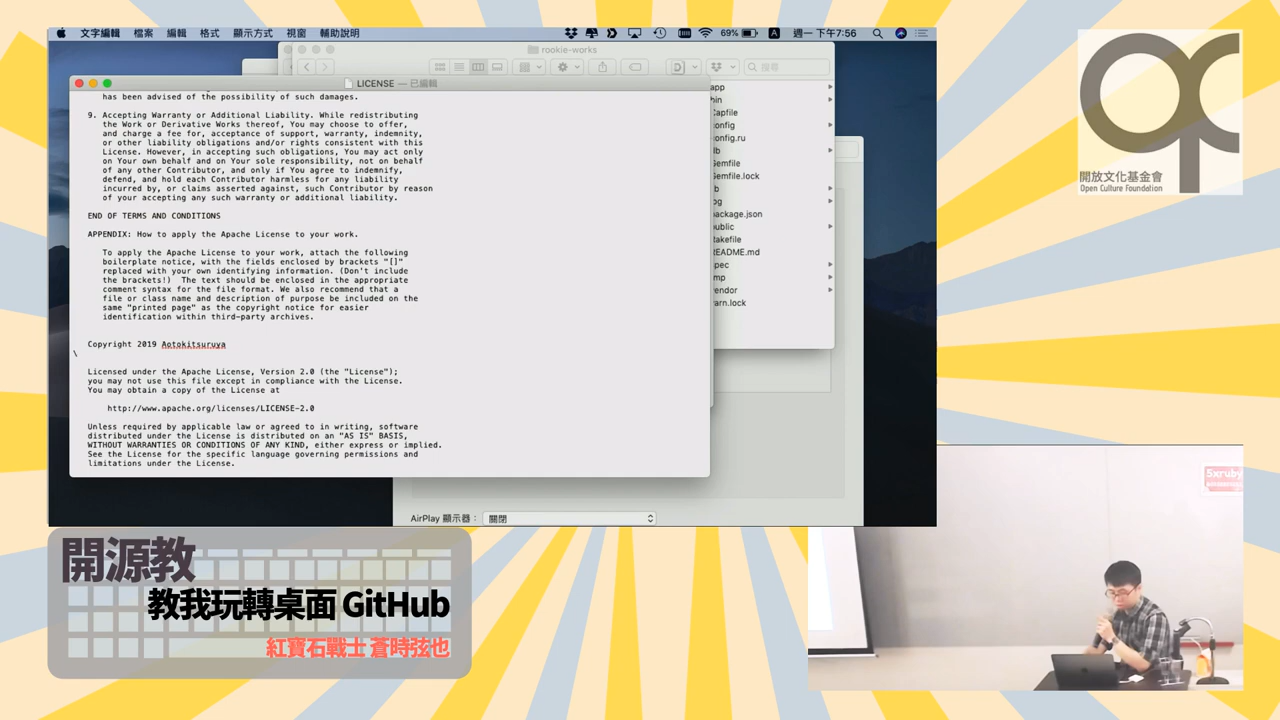 文字編輯 檔案 編輯 格式 顯示方式 視窗 輔助說明
69% A 週一 下午7:56
rookie-works
搜尋
LICENSE — 已編輯
has been advised of the possibility of such damages.
9. Accepting Warranty or Additional Liability. While redistributing
the Work or Derivative Works thereof, You may choose to offer,
and charge a fee for, acceptance of support, warranty, indemnity,
or other liability obligations and/or rights consistent with this
License. However, in accepting such obligations, You may act only
on Your own behalf and on Your sole responsibility, not on behalf
of any other Contributor, and only if You agree to indemnify,
defend, and hold each Contributor harmless for any liability
incurred by, or claims asserted against, such Contributor by reason
of your accepting any such warranty or additional liability.
END OF TERMS AND CONDITIONS
APPENDIX: How to apply the Apache License to your work.
To apply the Apache License to your work, attach the following
boilerplate notice, with the fields enclosed by brackets "[]"
replaced with your own identifying information. (Don't include
the brackets!)  The text should be enclosed in the appropriate
comment syntax for the file format. We also recommend that a
file or class name and description of purpose be included on the
same "printed page" as the copyright notice for easier
identification within third-party archives.
Copyright 2019 Aotokitsuruya
\
Licensed under the Apache License, Version 2.0 (the "License");
you may not use this file except in compliance with the License.
You may obtain a copy of the License at
http://www.apache.org/licenses/LICENSE-2.0
Unless required by applicable law or agreed to in writing, software
distributed under the License is distributed on an "AS IS" BASIS,
WITHOUT WARRANTIES OR CONDITIONS OF ANY KIND, either express or implied.
See the License for the specific language governing permissions and
limitations under the License.
app
bin
Capfile
config
config.ru
db
Gemfile
Gemfile.lock
package.json
public
Rakefile
README.md
spec
tmp
vendor
yarn.lock
AirPlay 顯示器： 關閉
開放文化基金會
Open Culture Foundation
5xruby
開源教
教我玩轉桌面 GitHub
紅寶石戰士 蒼時弦也